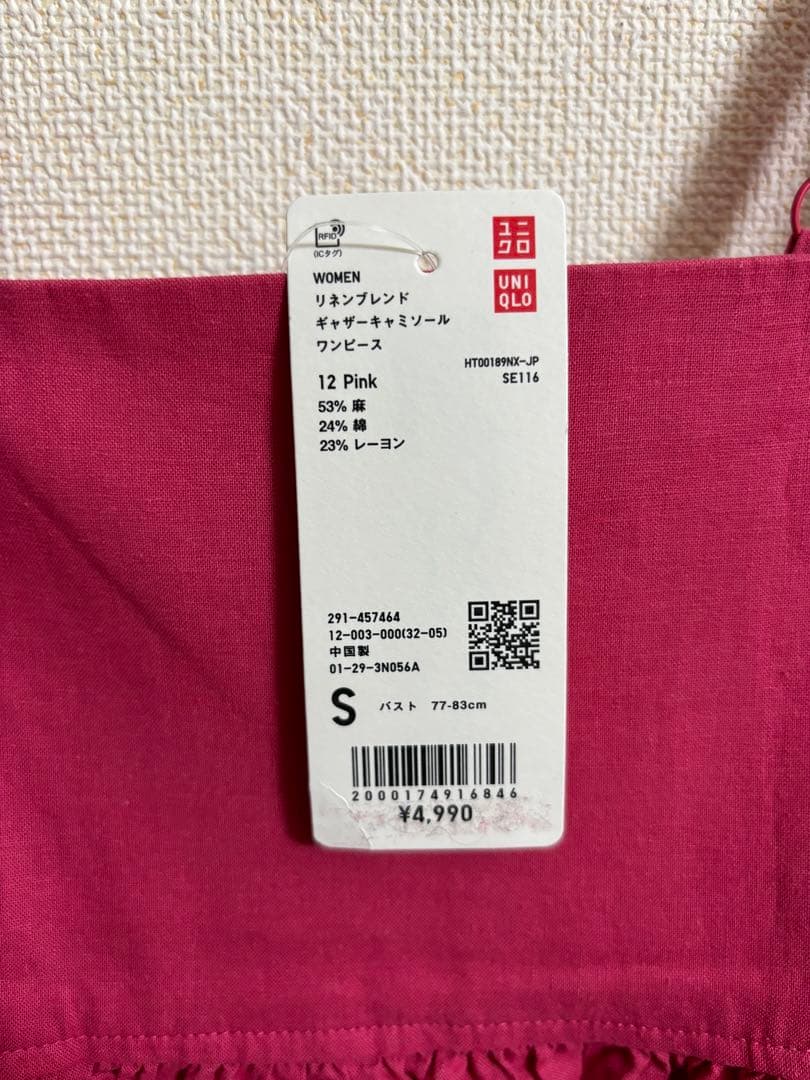 RFID
(ICタグ)
ユニ
クロ
UNI
QLO
WOMEN
リネンブレンド
ギャザーキャミソール
ワンピース
HT00189NX-JP
SE116
12 Pink
53% 麻
24% 綿
23% レーヨン
291-457464
12-003-000(32-05)
中国製
01-29-3N056A
S バスト 77-83cm
2000174916846
¥4,990